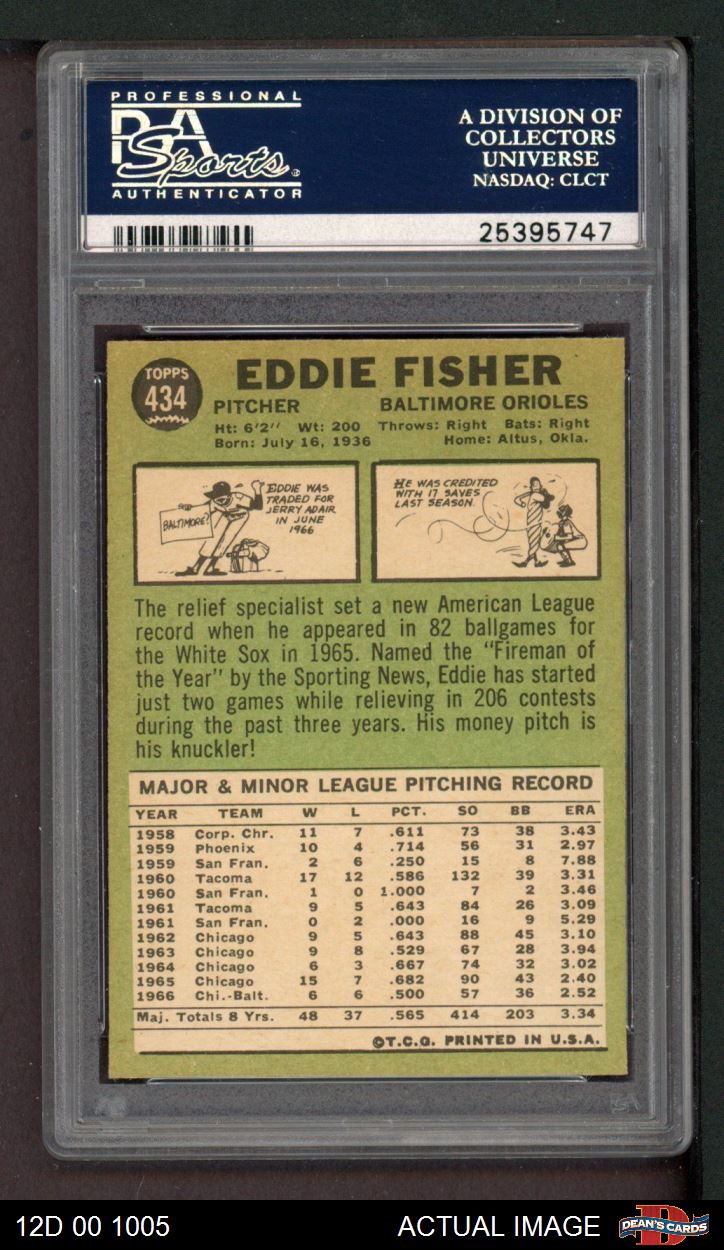 PROFESSIONAL
PSA
Sports
AUTHENTICATOR
A DIVISION OF
COLLECTORS
UNIVERSE
NASDAQ: CLCT
25395747
TOPPS
434
EDDIE FISHER
PITCHER BALTIMORE ORIOLES
Ht: 6'2" Wt: 200 Throws: Right Bats: Right
Born: July 16, 1936 Home: Altus, Okla.
BALTIMORE?
EDDIE WAS
TRADED FOR
JERRY ADAIR
IN JUNE
1966
HE WAS CREDITED
WITH 17 SAVES
LAST SEASON.
The relief specialist set a new American League
record when he appeared in 82 ballgames for
the White Sox in 1965. Named the "Fireman of
the Year" by the Sporting News, Eddie has started
just two games while relieving in 206 contests
during the past three years. His money pitch is
his knuckler!
MAJOR & MINOR LEAGUE PITCHING RECORD
YEAR TEAM W L PCT. SO BB ERA
1958 Corp. Chr. 11 7 .611 73 38 3.43
1959 Phoenix 10 4 .714 56 31 2.97
1959 San Fran. 2 6 .250 15 8 7.88
1960 Tacoma 17 12 .586 132 39 3.31
1960 San Fran. 1 0 1.000 7 2 3.46
1961 Tacoma 9 5 .643 84 26 3.09
1961 San Fran. 0 2 .000 16 9 5.29
1962 Chicago 9 5 .643 88 45 3.10
1963 Chicago 9 8 .529 67 28 3.94
1964 Chicago 6 3 .667 74 32 3.02
1965 Chicago 15 7 .682 90 43 2.40
1966 Chi.-Balt. 6 6 .500 57 36 2.52
Maj. Totals 8 Yrs. 48 37 .565 414 203 3.34
©T.C.G. PRINTED IN U.S.A.
12D 00 1005 ACTUAL IMAGE
DEAN'S CARDS